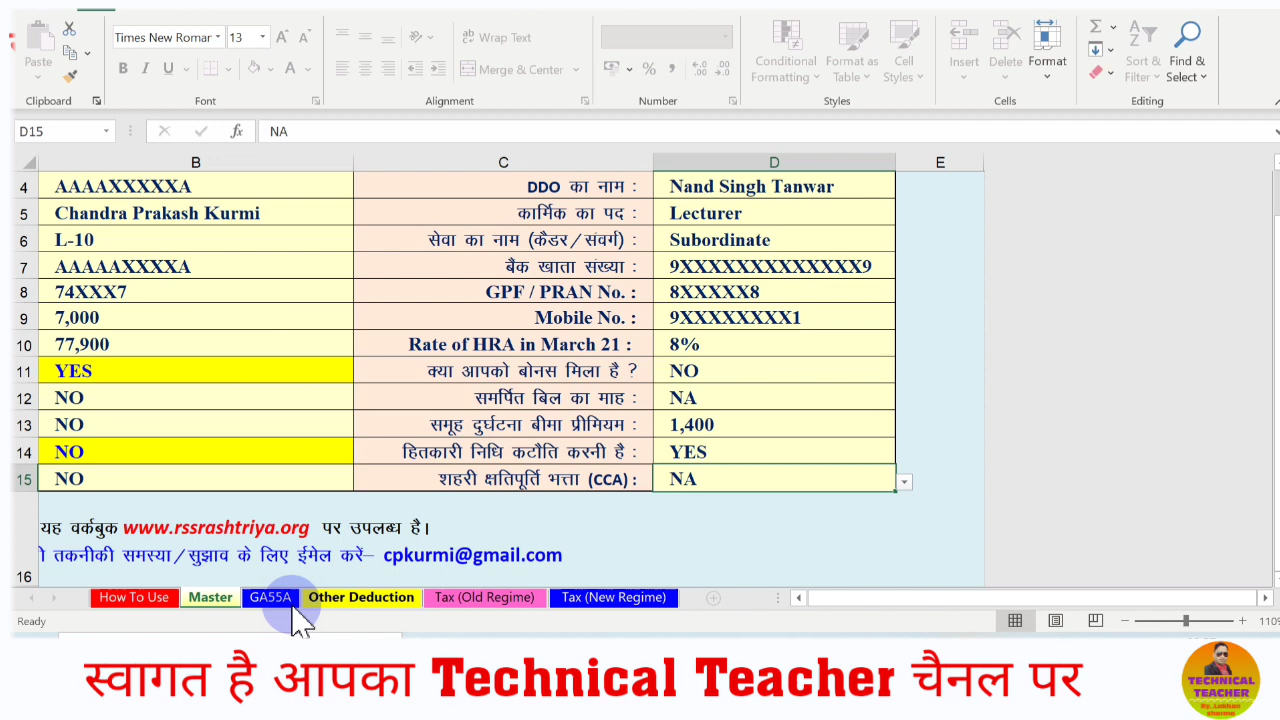 Times New Romar 13 Wrap Text Conditional Formatting Format as Table Cell Styles Insert Delete Format Sort & Filter Find & Select
Paste B I U A Merge & Center % 
Clipboard Font Alignment Number Styles Cells Editing
D15 fx NA
B C D E
4 AAAAXXXXXA DDO का नाम : Nand Singh Tanwar
5 Chandra Prakash Kurmi कार्मिक का पद : Lecturer
6 L-10 सेवा का नाम (कैडर/संवर्ग) : Subordinate
7 AAAAAXXXXA बैंक खाता संख्या : 9XXXXXXXXXXXXX9
8 74XXX7 GPF / PRAN No. : 8XXXXX8
9 7,000 Mobile No. : 9XXXXXXXX1
10 77,900 Rate of HRA in March 21 : 8%
11 YES क्या आपको बोनस मिला है ? NO
12 NO समर्पित बिल का माह : NA
13 NO समूह दुर्घटना बीमा प्रीमियम : 1,400
14 NO हितकारी निधि कटौति करनी है : YES
15 NO शहरी क्षतिपूर्ति भत्ता (CCA) : NA
यह वर्कबुक www.rssrashtriya.org पर उपलब्ध है।
तकनीकी समस्या/सुझाव के लिए ईमेल करें– cpkurmi@gmail.com
16
How To Use Master GA55A Other Deduction Tax (Old Regime) Tax (New Regime)
Ready 110%
स्वागत है आपका Technical Teacher चैनल पर
TECHNICAL
TEACHER